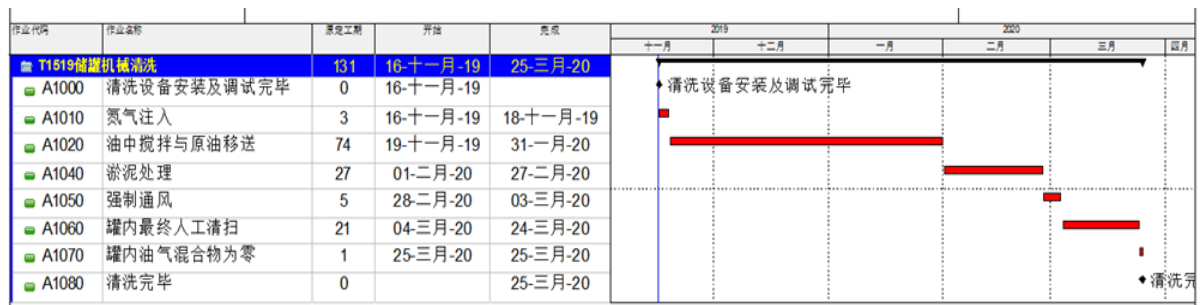 作业代码 作业名称 原定工期 开始 完成 2019 2020
十一月 十二月 一月 二月 三月 四月
T1519储罐机械清洗 131 16-十一月-19 25-三月-20
A1000 清洗设备安装及调试完毕 0 16-十一月-19 清洗设备安装及调试完毕
A1010 氮气注入 3 16-十一月-19 18-十一月-19
A1020 油中搅拌与原油移送 74 19-十一月-19 31-一月-20
A1040 淤泥处理 27 01-二月-20 27-二月-20
A1050 强制通风 5 28-二月-20 03-三月-20
A1060 罐内最终人工清扫 21 04-三月-20 24-三月-20
A1070 罐内油气混合物为零 1 25-三月-20 25-三月-20
A1080 清洗完毕 0 25-三月-20 清洗完